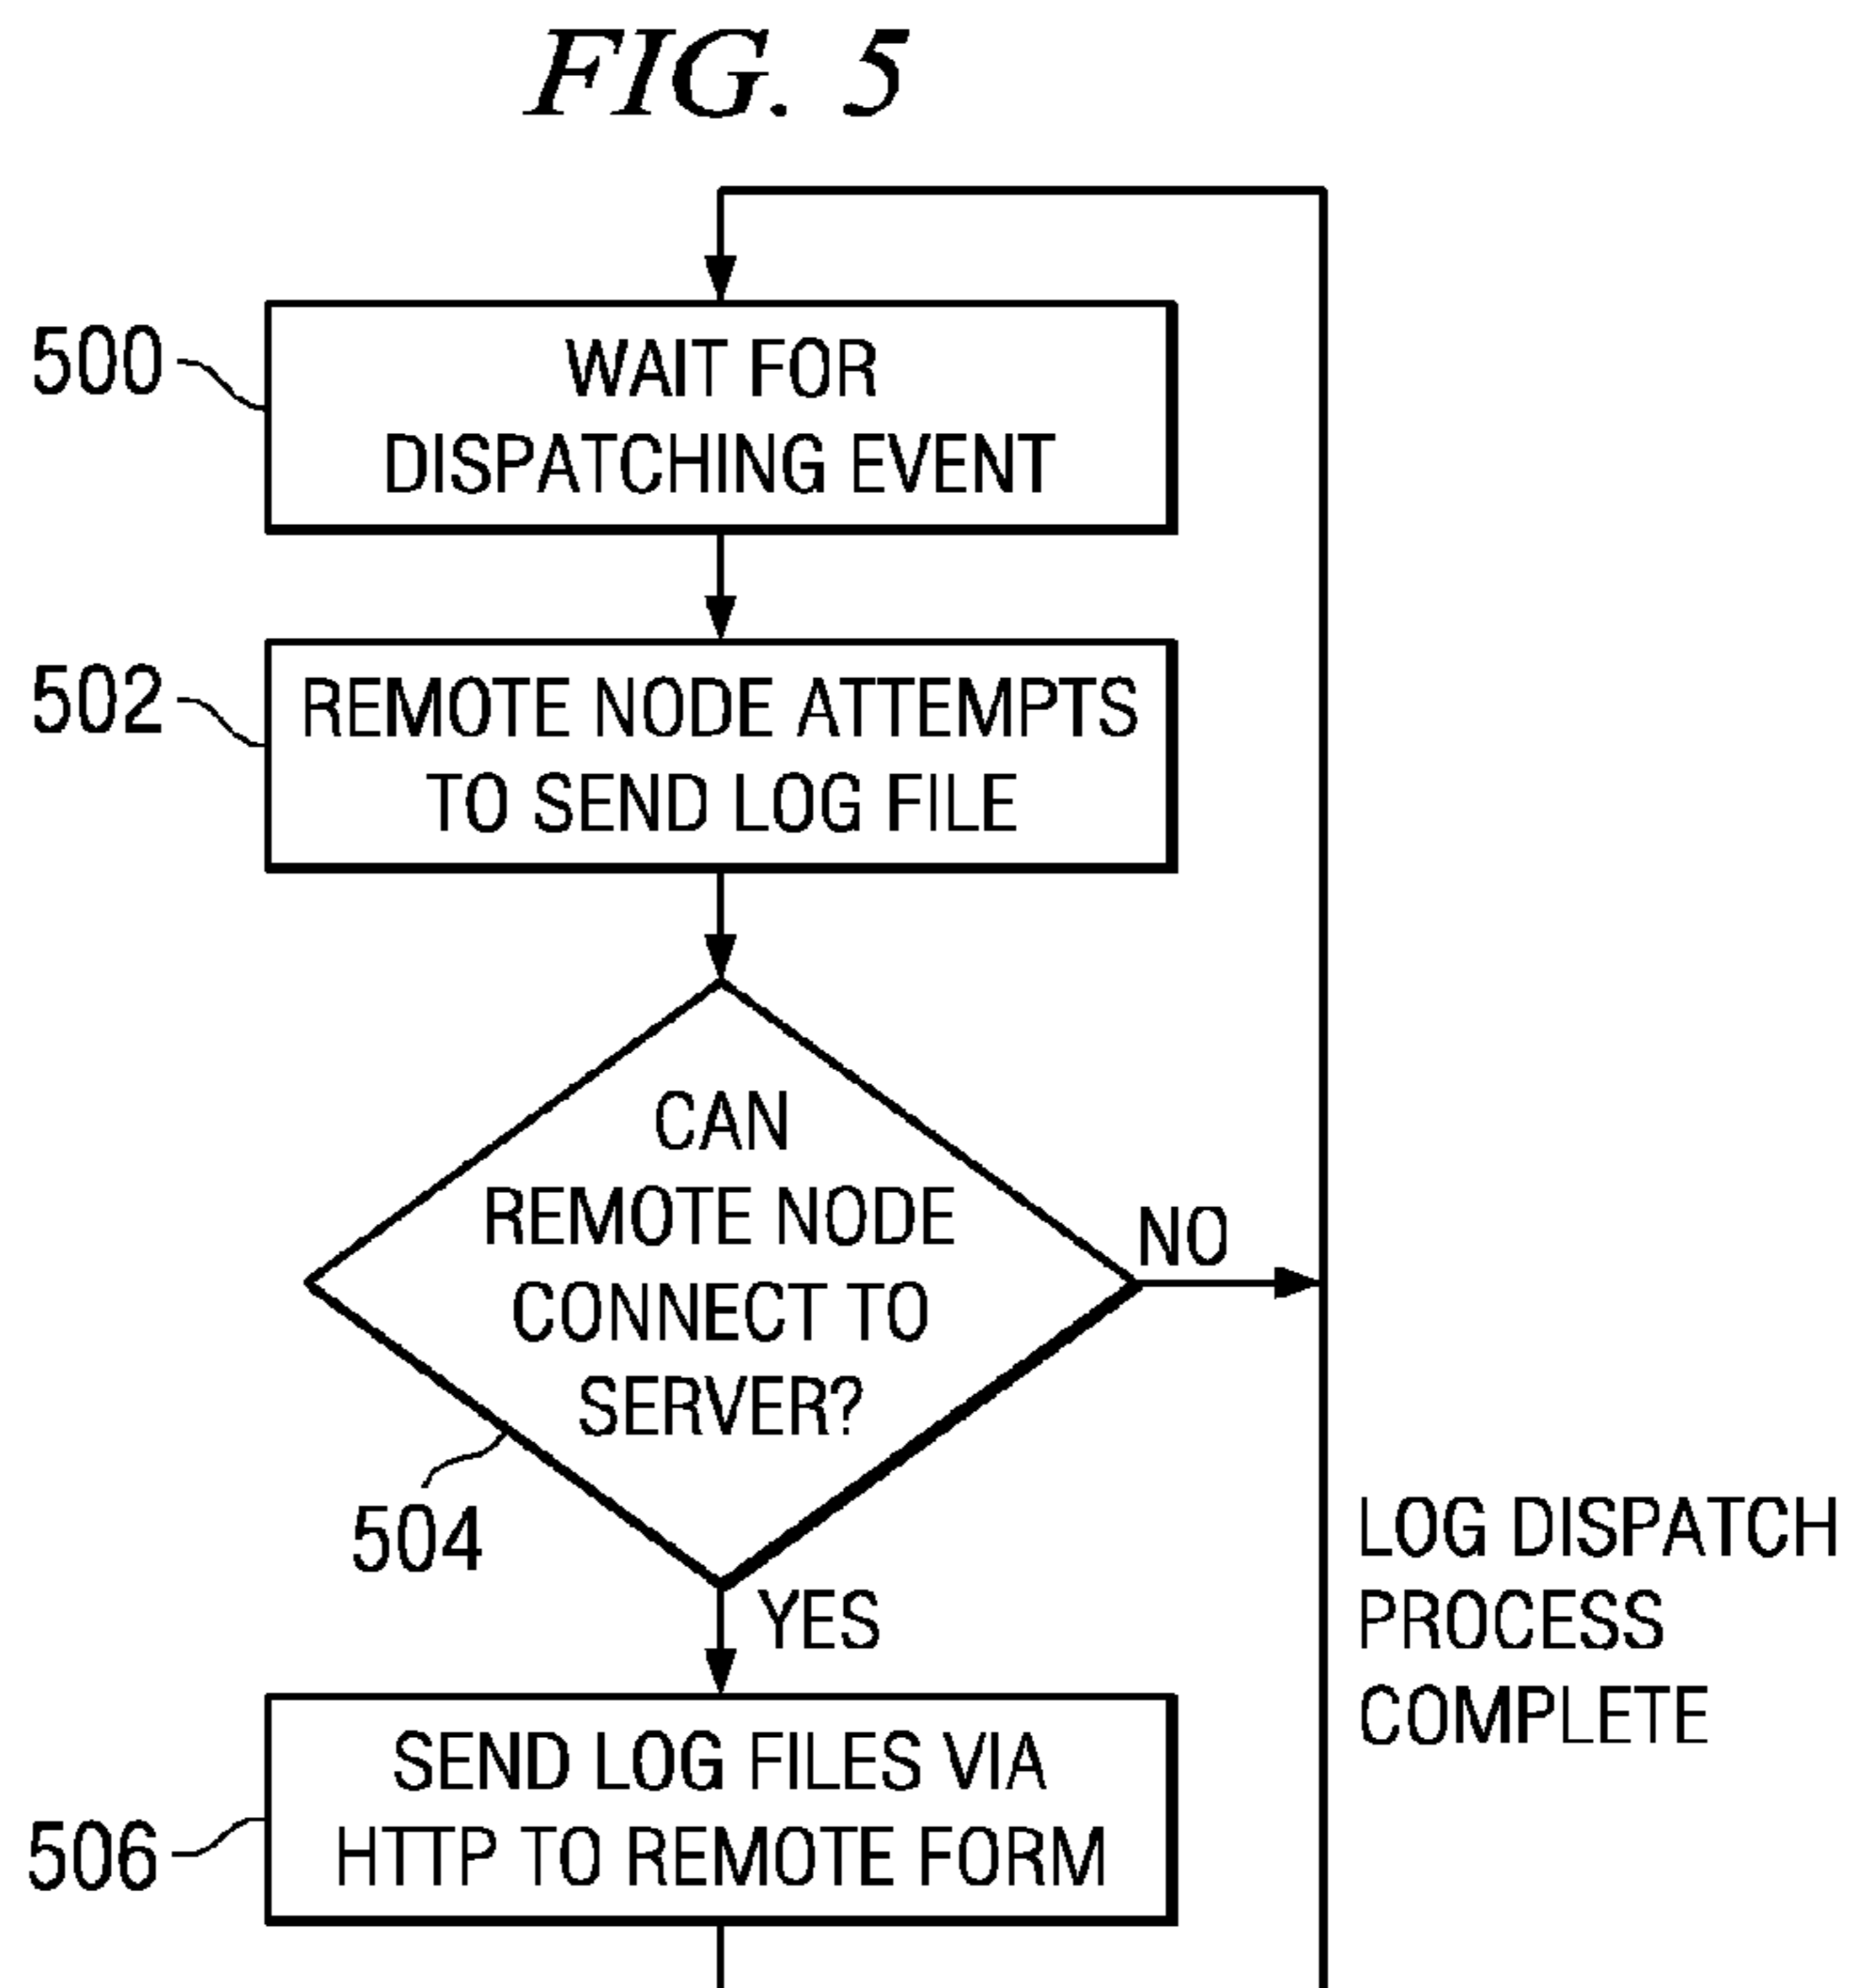 FIG. 5
500
WAIT FOR
DISPATCHING EVENT
502
REMOTE NODE ATTEMPTS
TO SEND LOG FILE
CAN
REMOTE NODE
CONNECT TO
SERVER?
NO
504
YES
LOG DISPATCH
PROCESS
COMPLETE
506
SEND LOG FILES VIA
HTTP TO REMOTE FORM